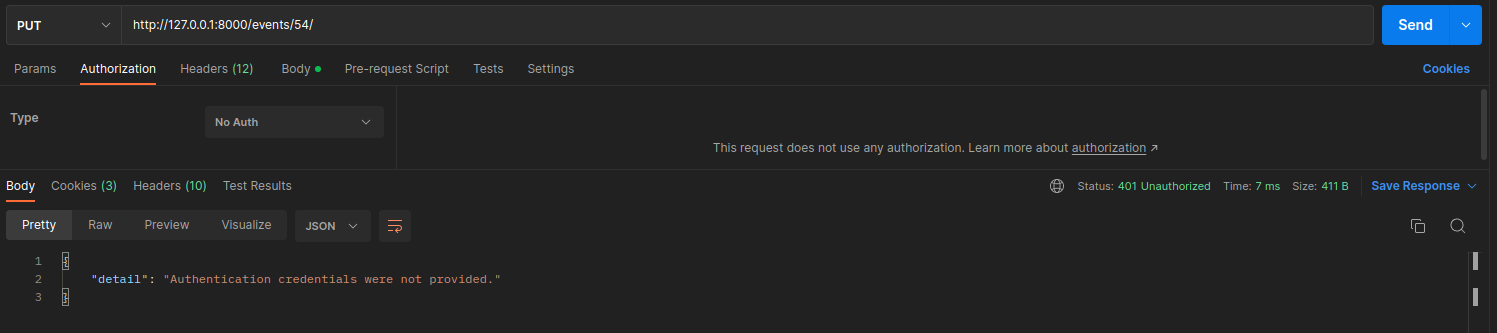 PUT http://127.0.0.1:8000/events/54/ Send
Params Authorization Headers (12) Body Pre-request Script Tests Settings Cookies
Type No Auth
This request does not use any authorization. Learn more about authorization ↗
Body Cookies (3) Headers (10) Test Results Status: 401 Unauthorized Time: 7 ms Size: 411 B Save Response
Pretty Raw Preview Visualize JSON
1 {
2 "detail": "Authentication credentials were not provided."
3 }